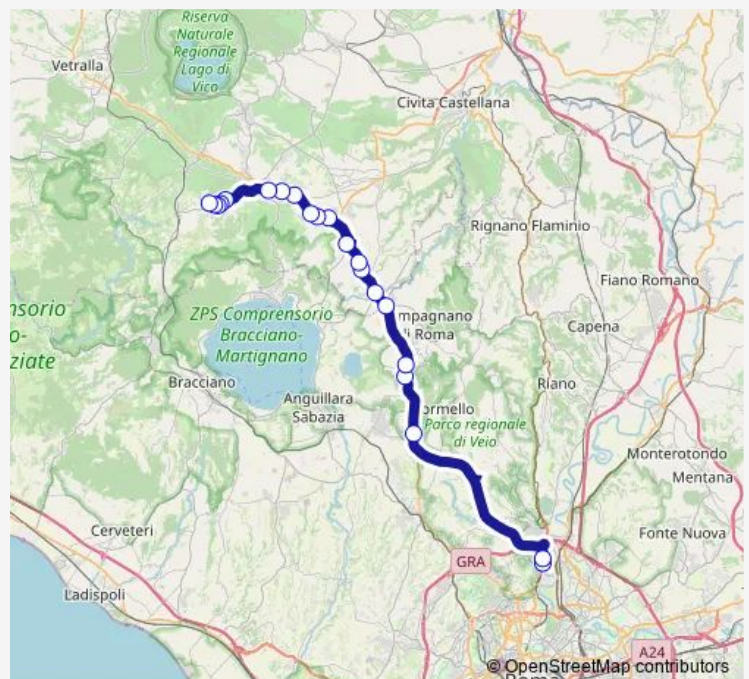 Riserva
Naturale
Regionale
Lago di
Vico
Vetralla
Civita Castellana
Rignano Flaminio
Fiano Romano
ZPS Comprensorio
Bracciano-
Martignano
nsorio
o-
ziate
mpagnano
di Roma
Capena
Bracciano
Anguillara
Sabazia
ormello
Parco regionale
di Veio
Riano
Monterotondo
Mentana
Cerveteri
Fonte Nuova
GRA
Ladispoli
A24
© OpenStreetMap contributors